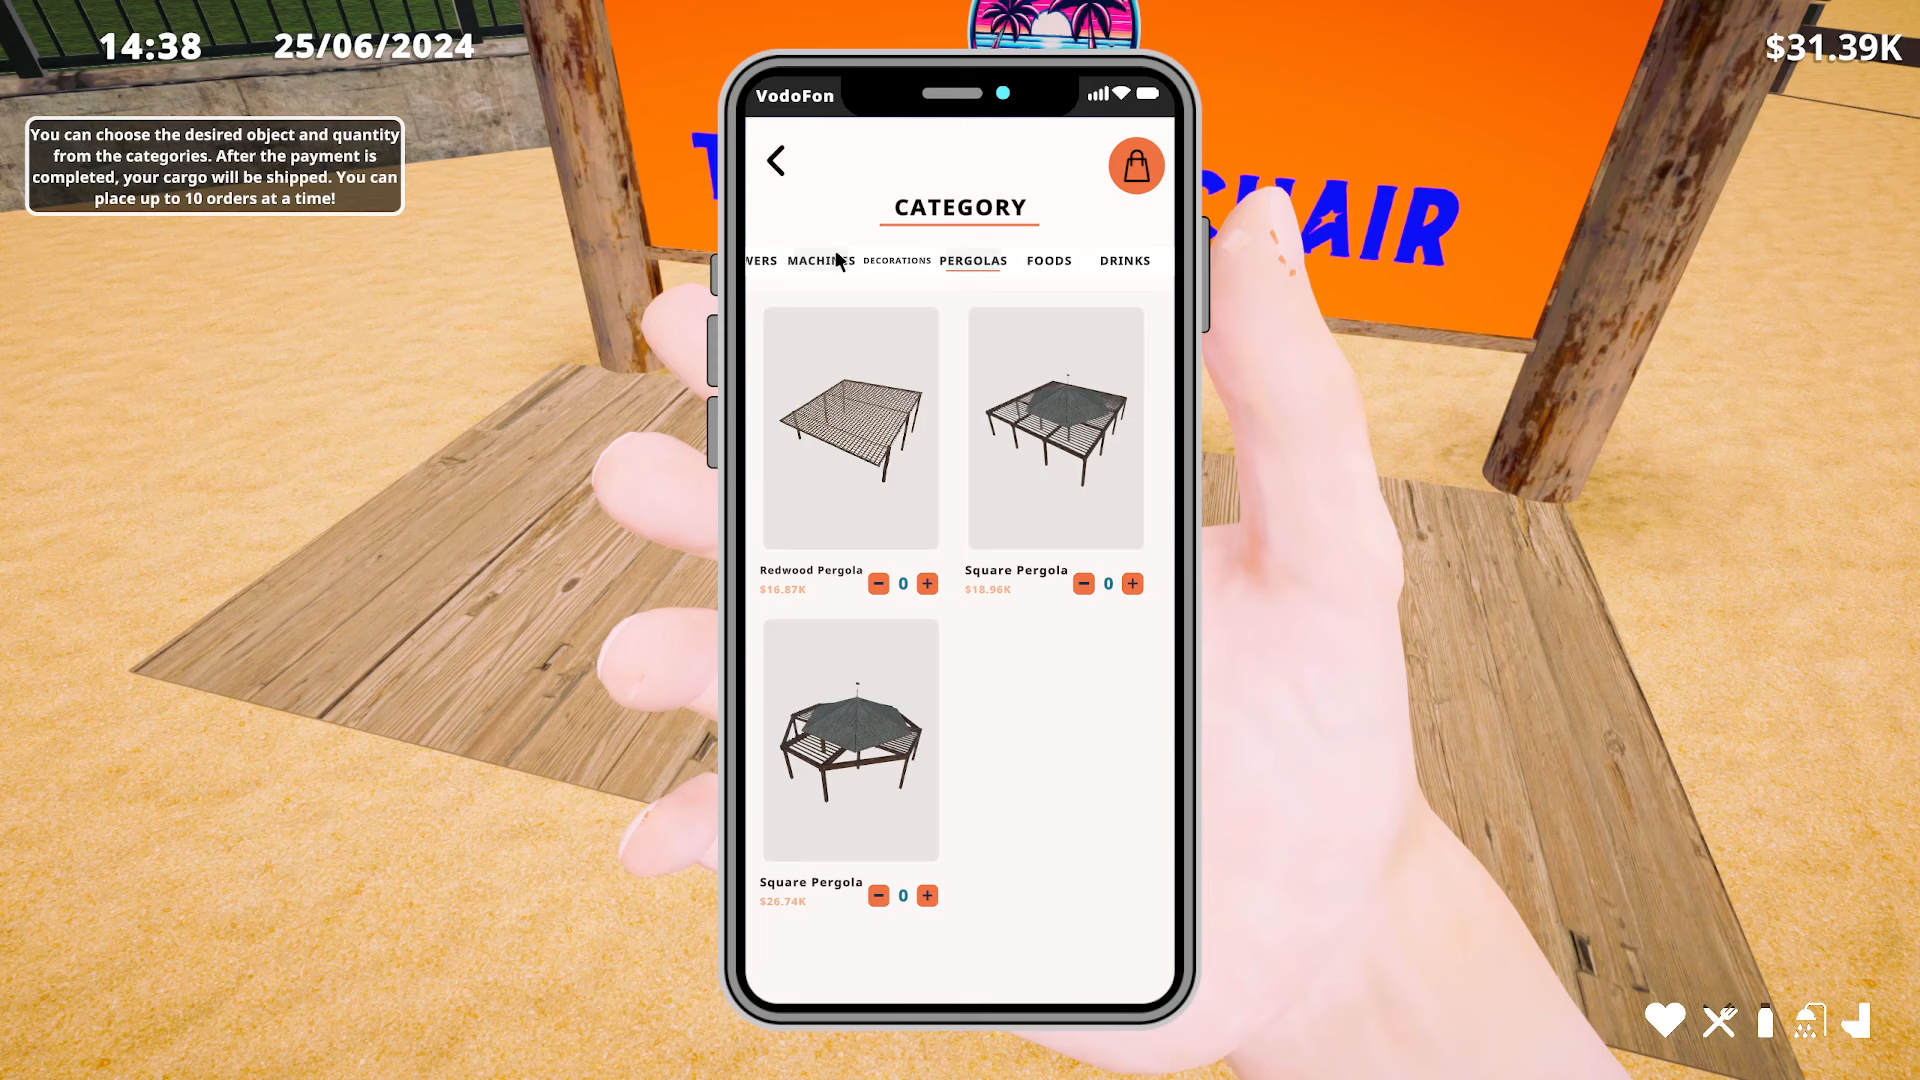 14:38
25/06/2024
$31.39K
You can choose the desired object and quantity
from the categories. After the payment is
completed, your cargo will be shipped. You can
place up to 10 orders at a time!
VodoFon
CATEGORY
WERS MACHINES DECORATIONS PERGOLAS FOODS DRINKS
Redwood Pergola
$16.87K
- 0 +
Square Pergola
$18.96K
- 0 +
Square Pergola
$26.74K
- 0 +